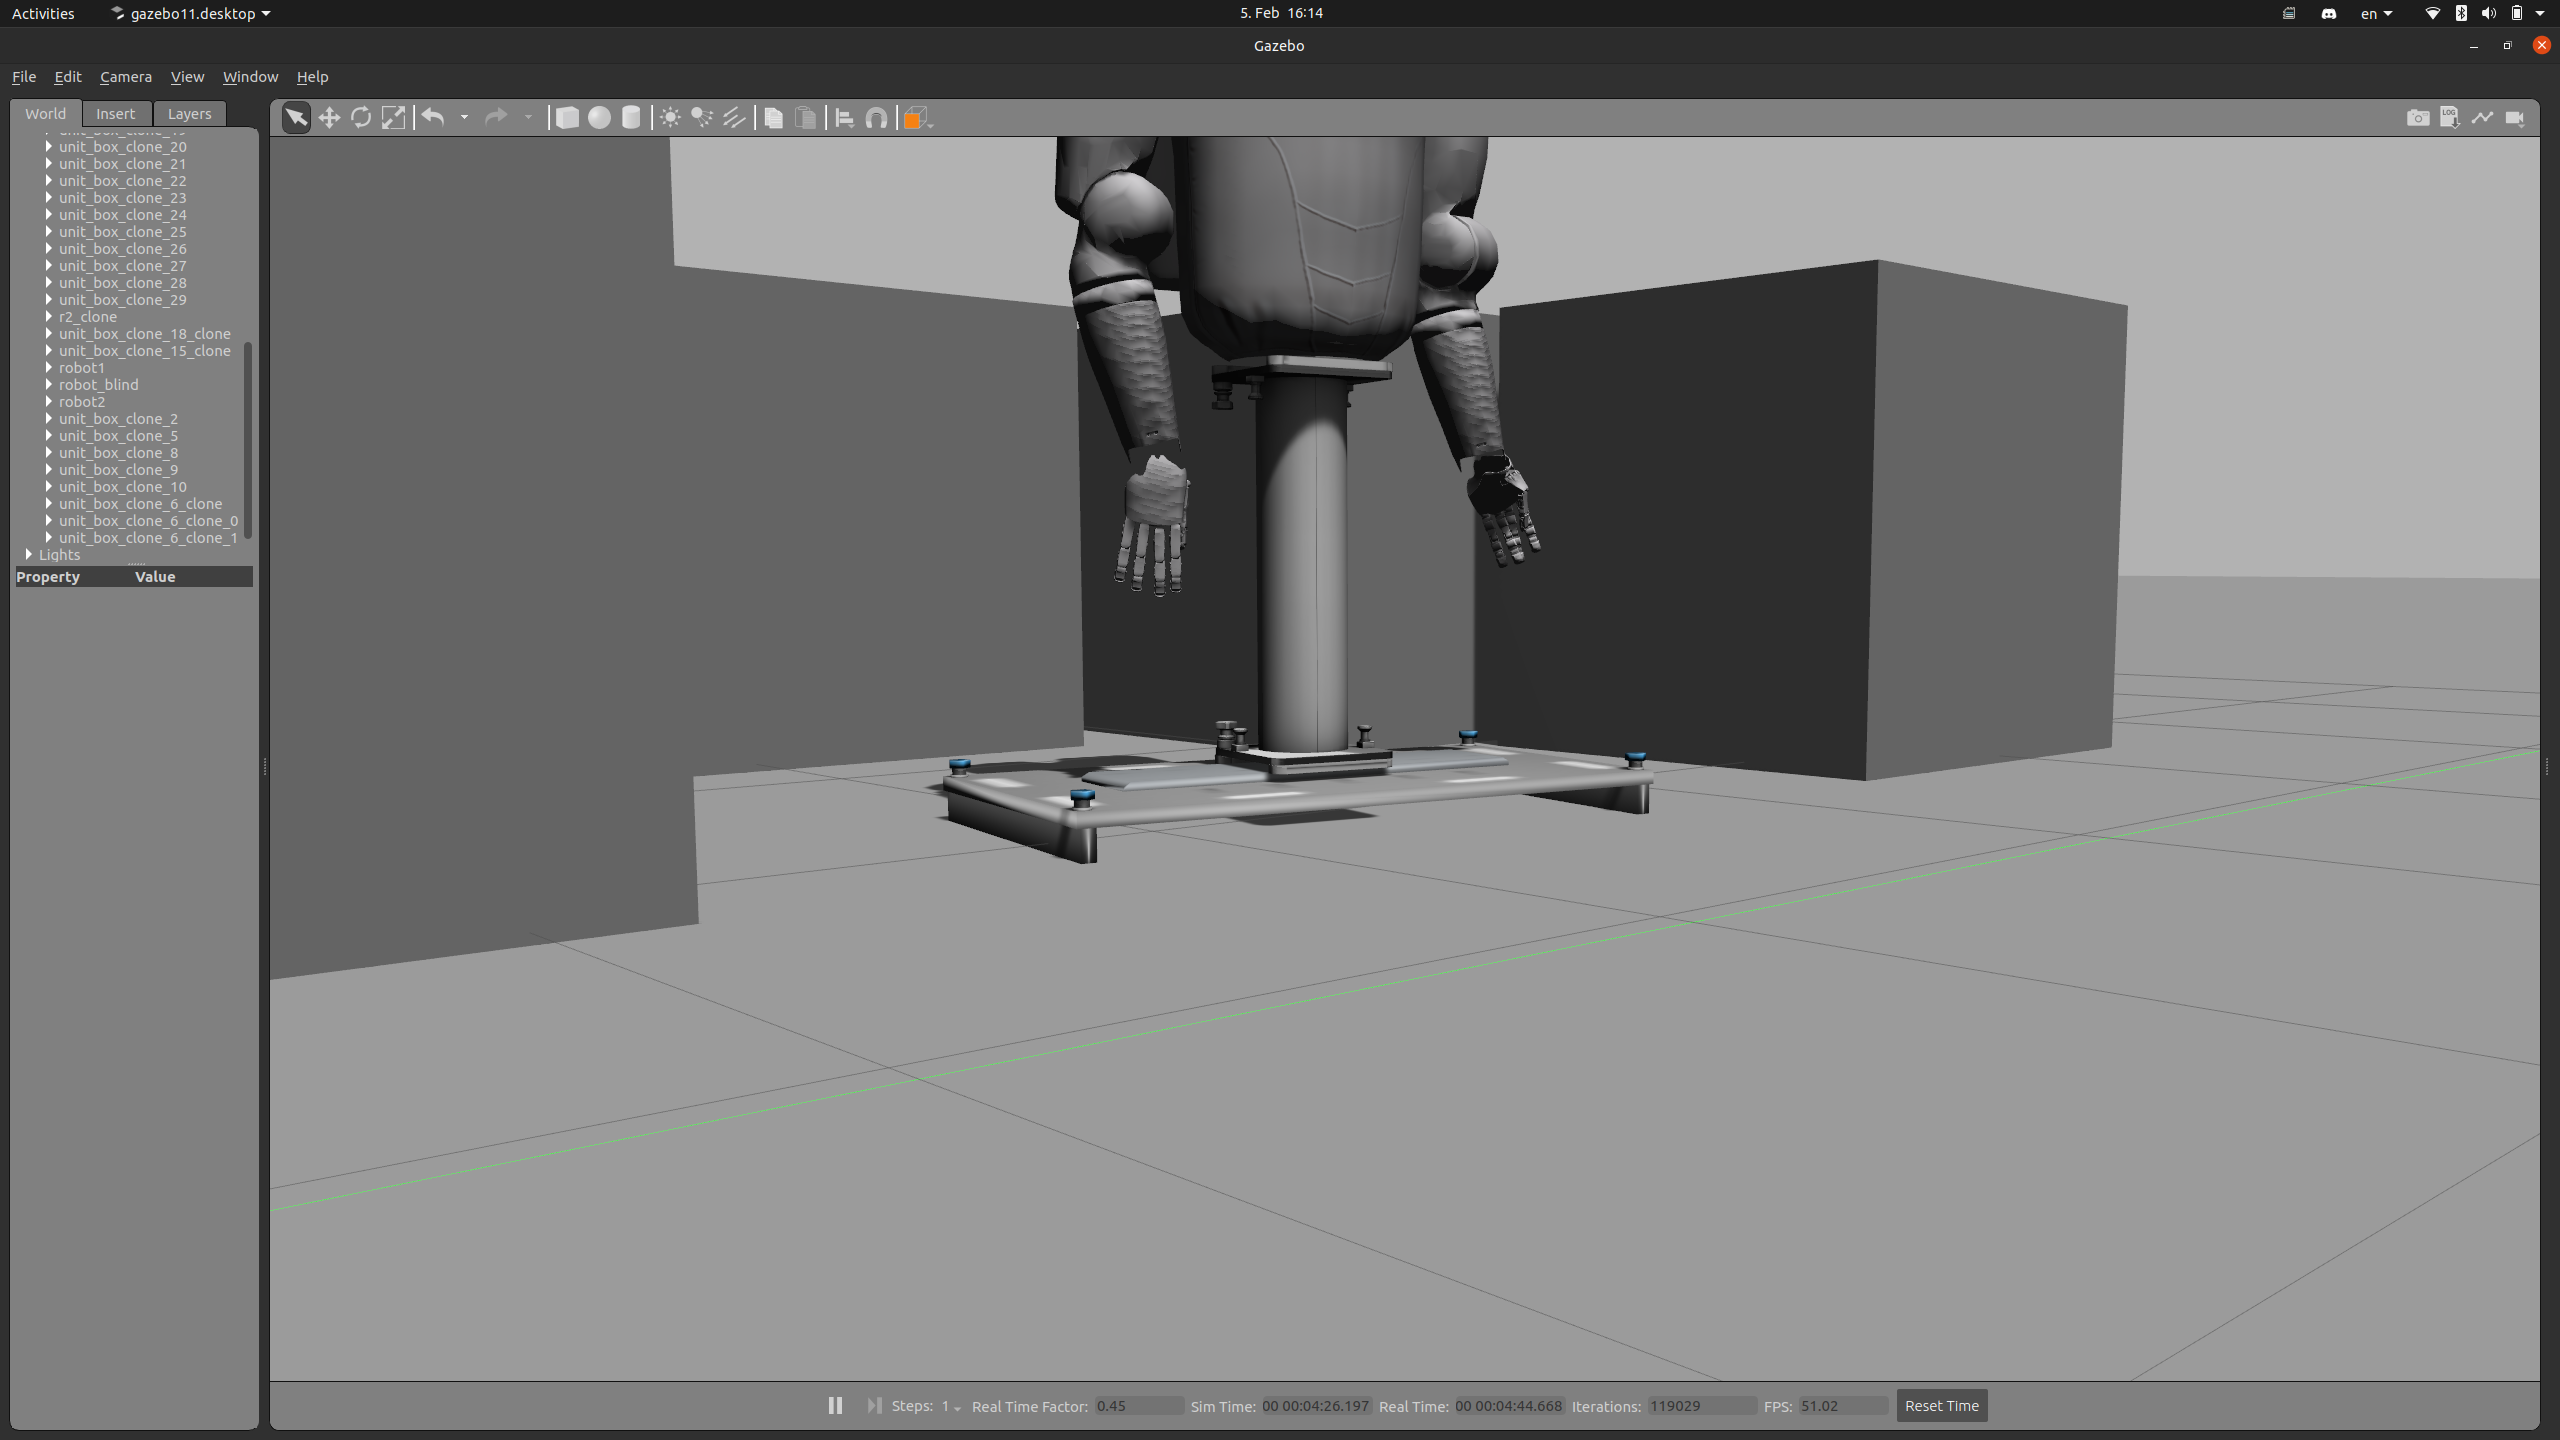 Activities gazebo11.desktop 5. Feb 16:14 en
Gazebo
File Edit Camera View Window Help
World Insert Layers
unit_box_clone_19
unit_box_clone_20
unit_box_clone_21
unit_box_clone_22
unit_box_clone_23
unit_box_clone_24
unit_box_clone_25
unit_box_clone_26
unit_box_clone_27
unit_box_clone_28
unit_box_clone_29
r2_clone
unit_box_clone_18_clone
unit_box_clone_15_clone
robot1
robot_blind
robot2
unit_box_clone_2
unit_box_clone_5
unit_box_clone_8
unit_box_clone_9
unit_box_clone_10
unit_box_clone_6_clone
unit_box_clone_6_clone_0
unit_box_clone_6_clone_1
Lights
Property Value
LOG
Steps: 1 Real Time Factor: 0.45 Sim Time: 00 00:04:26.197 Real Time: 00 00:04:44.668 Iterations: 119029 FPS: 51.02 Reset Time